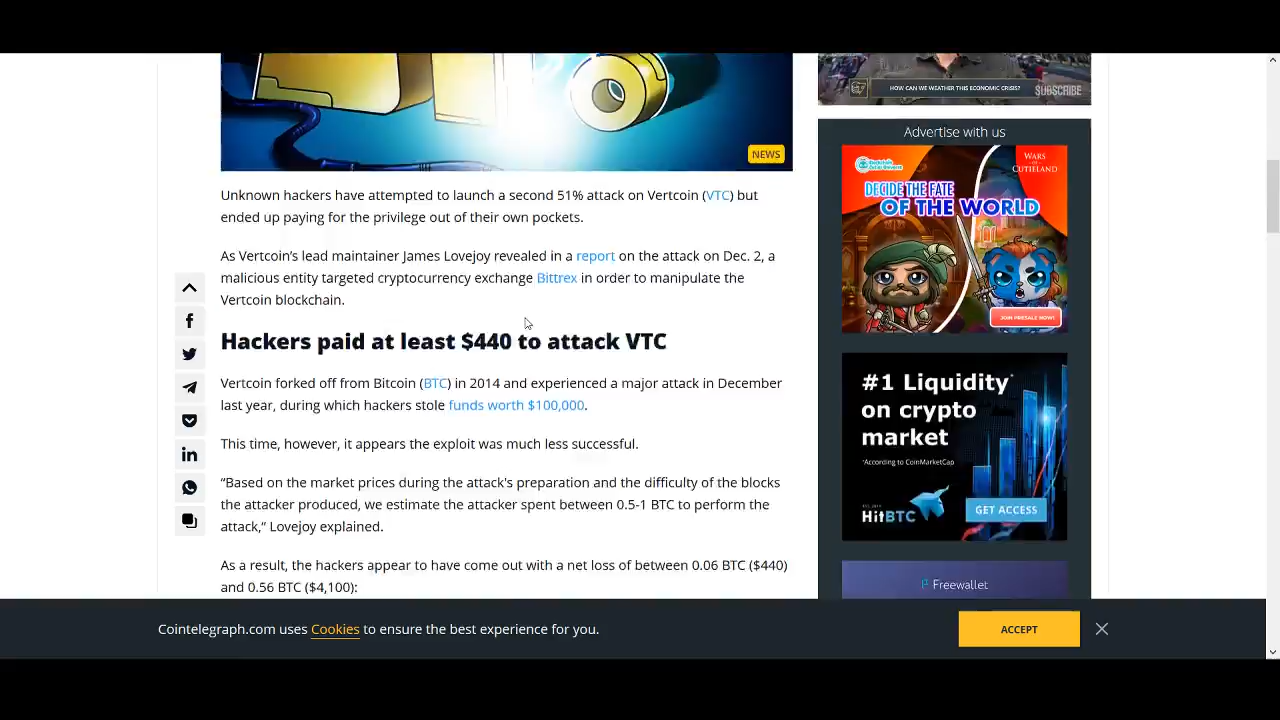 HOW CAN WE WEATHER THIS ECONOMIC CRISIS?
SUBSCRIBE
NEWS
Unknown hackers have attempted to launch a second 51% attack on Vertcoin (VTC) but
ended up paying for the privilege out of their own pockets.
As Vertcoin’s lead maintainer James Lovejoy revealed in a report on the attack on Dec. 2, a
malicious entity targeted cryptocurrency exchange Bittrex in order to manipulate the
Vertcoin blockchain.
Hackers paid at least $440 to attack VTC
Vertcoin forked off from Bitcoin (BTC) in 2014 and experienced a major attack in December
last year, during which hackers stole funds worth $100,000.
This time, however, it appears the exploit was much less successful.
“Based on the market prices during the attack's preparation and the difficulty of the blocks
the attacker produced, we estimate the attacker spent between 0.5-1 BTC to perform the
attack,” Lovejoy explained.
As a result, the hackers appear to have come out with a net loss of between 0.06 BTC ($440)
and 0.56 BTC ($4,100):
Advertise with us
WARS
OF
CUTIELAND
DECIDE THE FATE
OF THE WORLD
JOIN PRESALE NOW!
#1 Liquidity*
on crypto
market
*According to CoinMarketCap
HitBTC
GET ACCESS
Freewallet
Cointelegraph.com uses Cookies to ensure the best experience for you.
ACCEPT